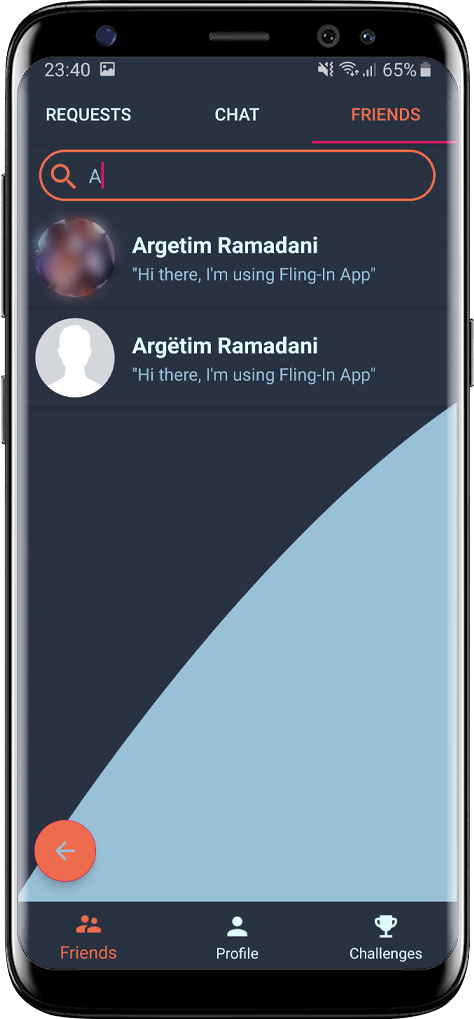 23:40 65%
REQUESTS CHAT FRIENDS
A
Argetim Ramadani
"Hi there, I'm using Fling-In App"
Argëtim Ramadani
"Hi there, I'm using Fling-In App"
Friends Profile Challenges